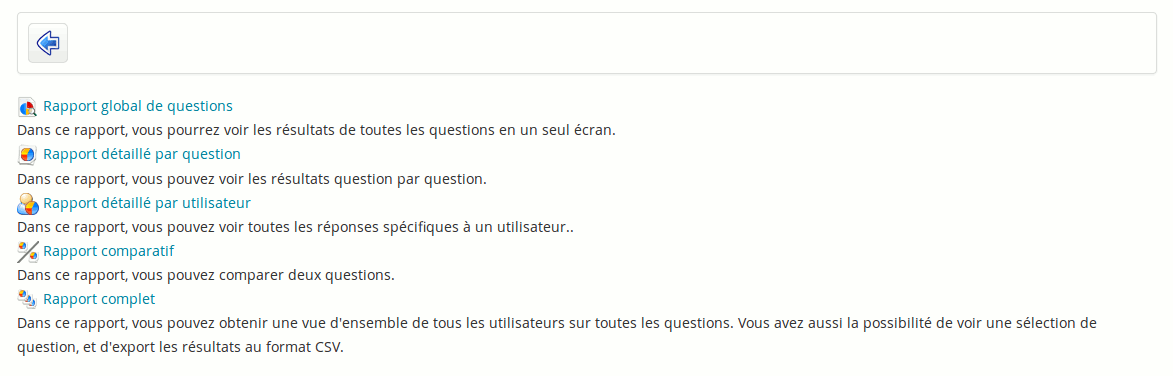 Rapport global de questions
Dans ce rapport, vous pourrez voir les résultats de toutes les questions en un seul écran.
Rapport détaillé par question
Dans ce rapport, vous pouvez voir les résultats question par question.
Rapport détaillé par utilisateur
Dans ce rapport, vous pouvez voir toutes les réponses spécifiques à un utilisateur..
Rapport comparatif
Dans ce rapport, vous pouvez comparer deux questions.
Rapport complet
Dans ce rapport, vous pouvez obtenir une vue d'ensemble de tous les utilisateurs sur toutes les questions. Vous avez aussi la possibilité de voir une sélection de
question, et d'export les résultats au format CSV.